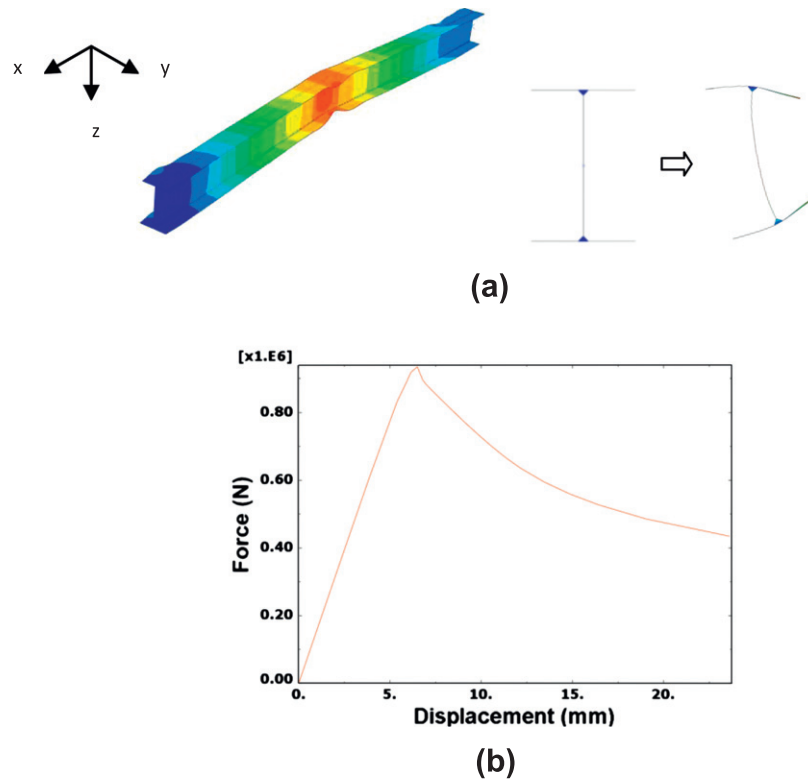 x
y
z
(a)
[x1.E6]
0.80
0.60
0.40
0.20
0.00
Force (N)
0.
5.
10.
15.
20.
Displacement (mm)
(b)